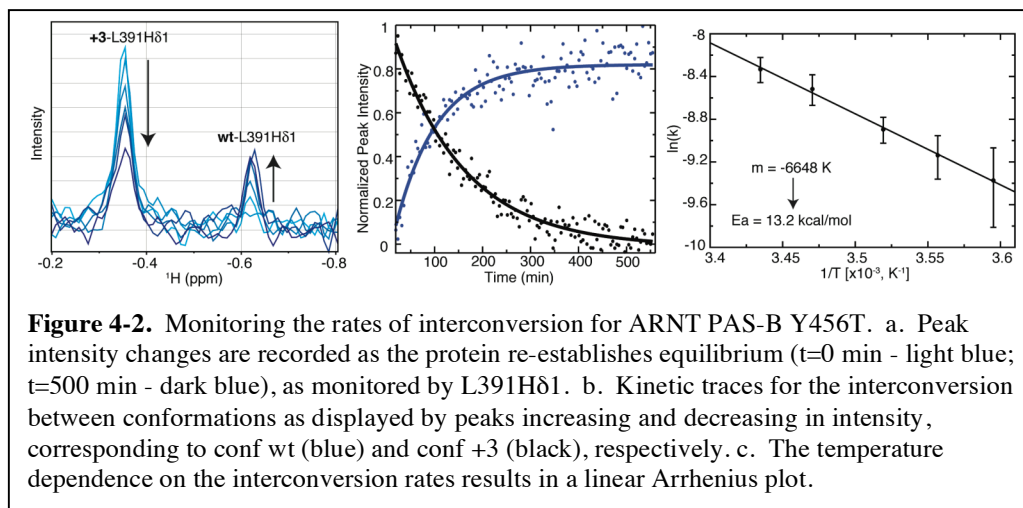 +3-L391Hδ1
wt-L391Hδ1
Intensity
-0.2
-0.4
-0.6
-0.8
¹H (ppm)
1
0.8
0.6
0.4
0.2
0
Normalized Peak Intensity
100
200
300
400
500
Time (min)
-8
-8.4
-8.8
-9.2
-9.6
-10
ln(k)
m = -6648 K
Ea = 13.2 kcal/mol
3.4
3.45
3.5
3.55
3.6
1/T [x10⁻³, K⁻¹]
Figure 4-2. Monitoring the rates of interconversion for ARNT PAS-B Y456T. a. Peak
intensity changes are recorded as the protein re-establishes equilibrium (t=0 min - light blue;
t=500 min - dark blue), as monitored by L391Hδ1. b. Kinetic traces for the interconversion
between conformations as displayed by peaks increasing and decreasing in intensity,
corresponding to conf wt (blue) and conf +3 (black), respectively. c. The temperature
dependence on the interconversion rates results in a linear Arrhenius plot.